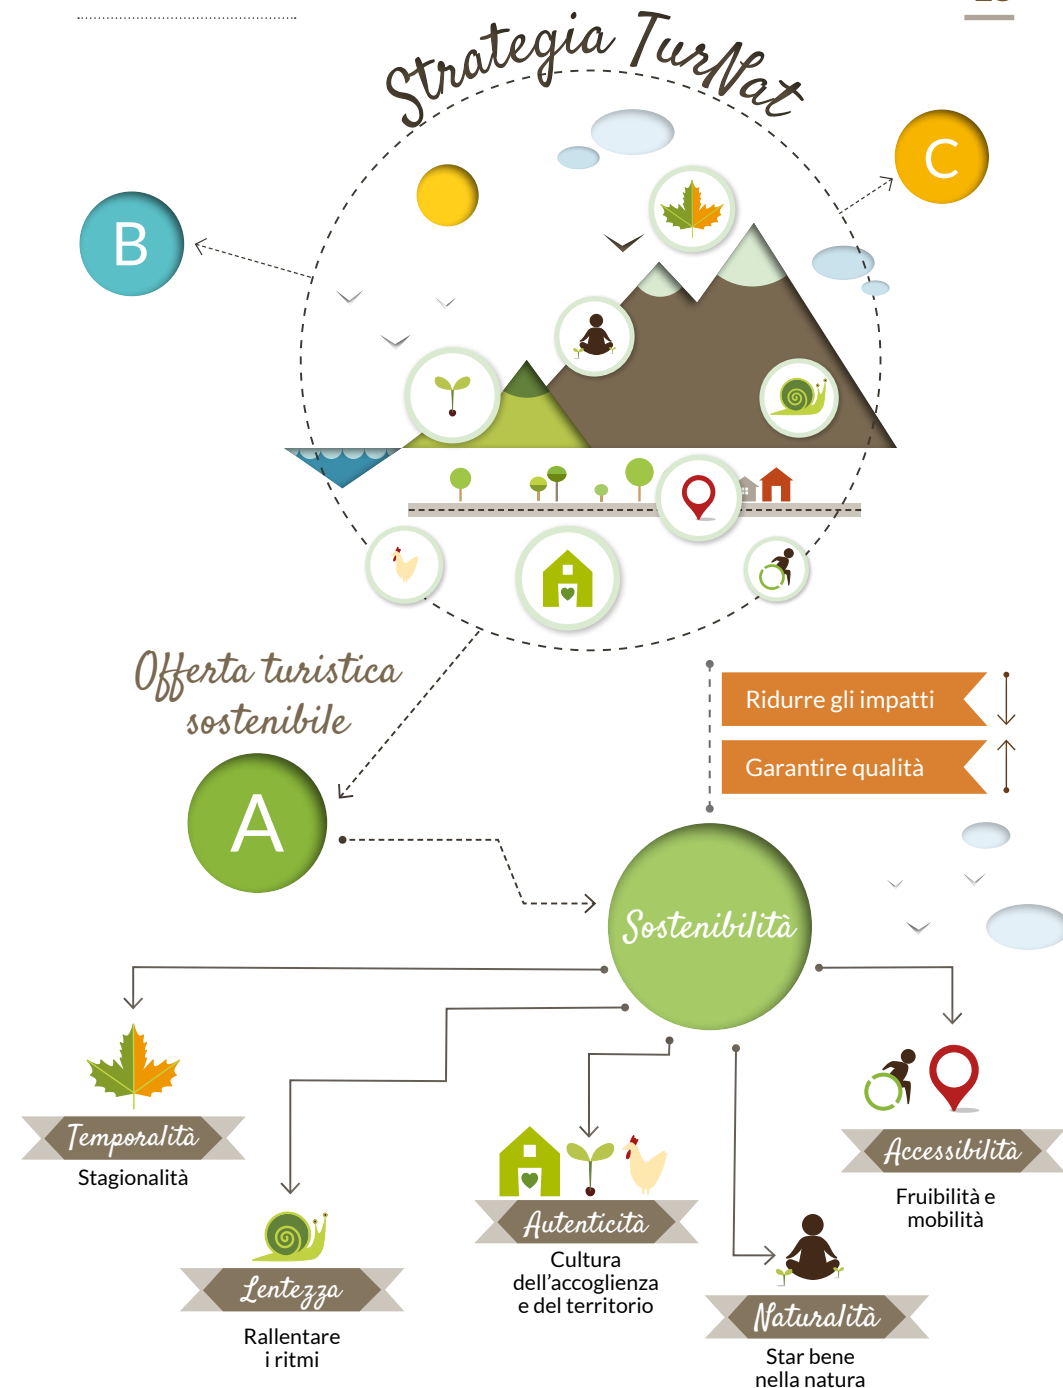 Strategia TurNat
C
B
Offerta turistica
sostenibile
Ridurre gli impatti
Garantire qualità
A
Sostenibilità
Temporalità
Stagionalità
Accessibilità
Fruibilità e
mobilità
Autenticità
Cultura
dell’accoglienza
e del territorio
Lentezza
Rallentare
i ritmi
Naturalità
Star bene
nella natura